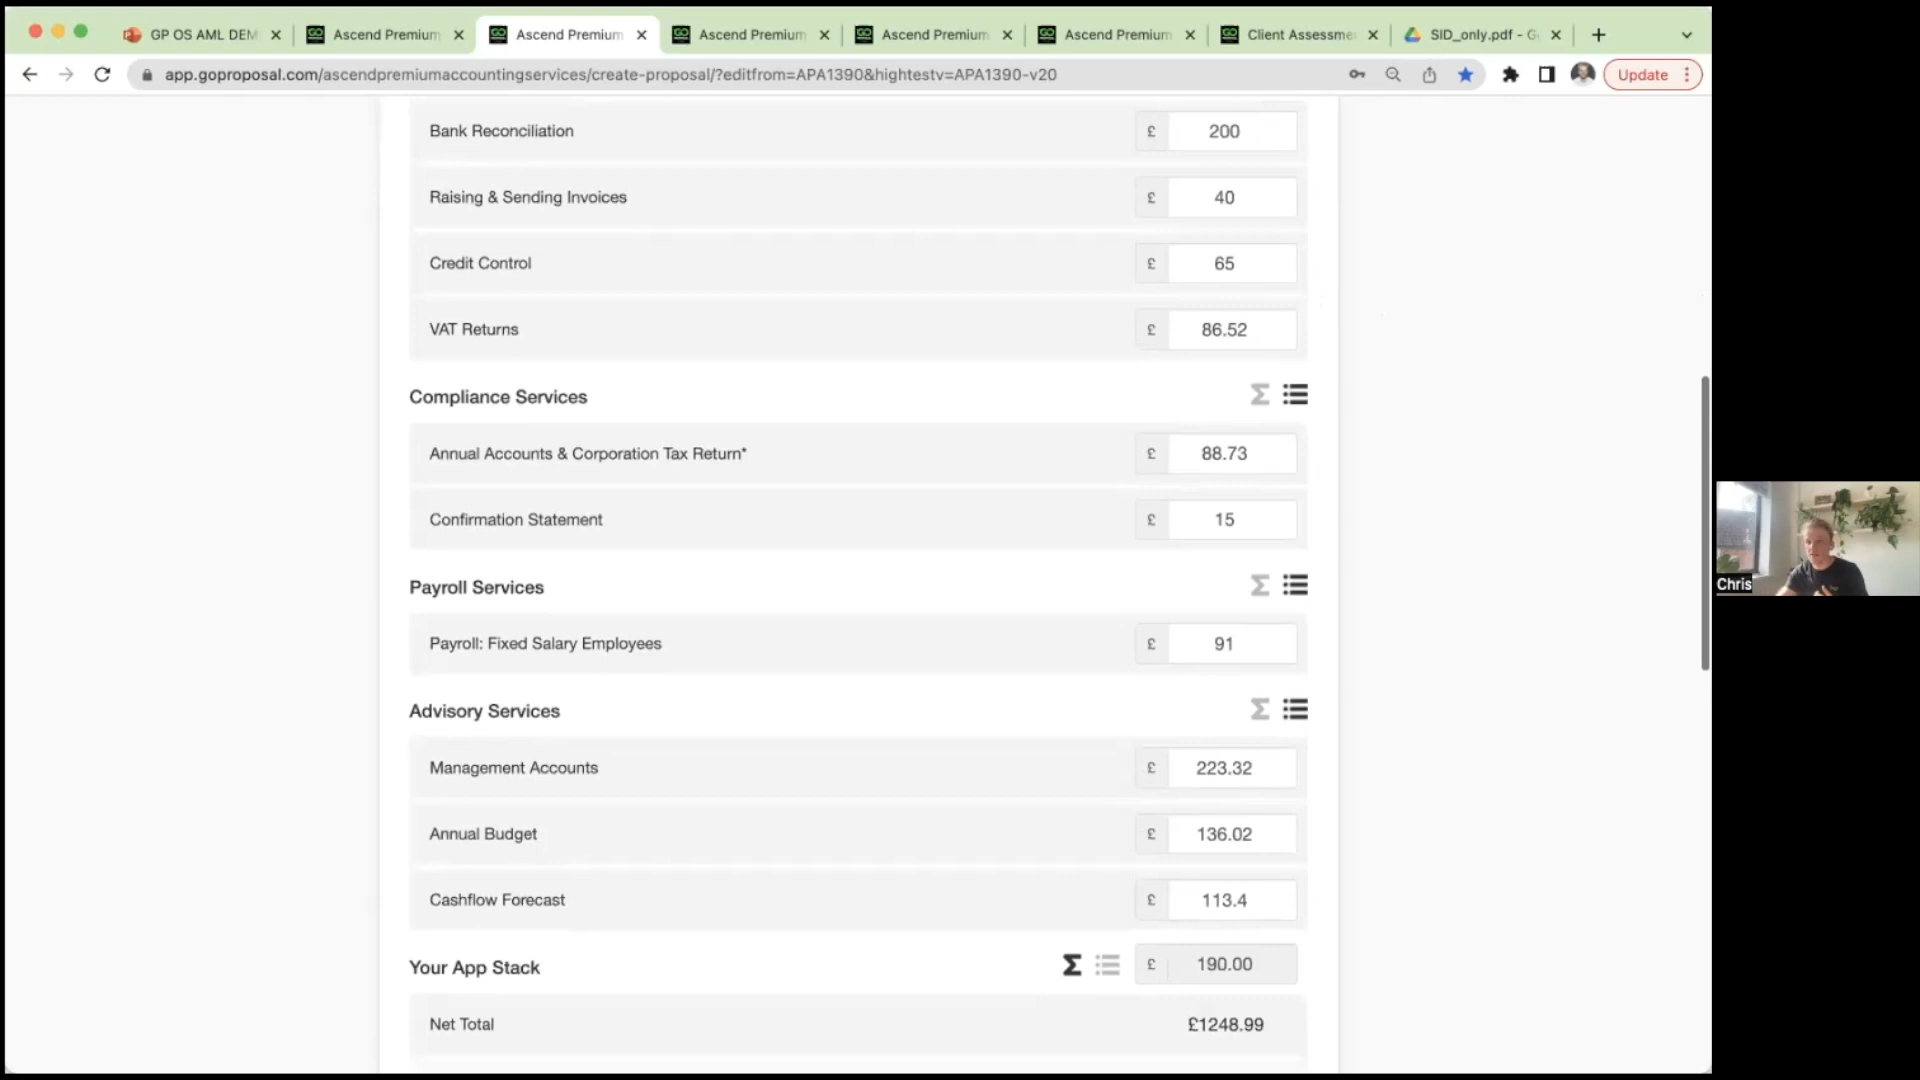 GP OS AML DEM
Ascend Premium
Ascend Premium
Ascend Premium
Ascend Premium
Ascend Premium
Client Assessme
SID_only.pdf - G
app.goproposal.com/ascendpremiumaccountingservices/create-proposal/?editfrom=APA1390&hightestv=APA1390-v20
Update
Bank Reconciliation £ 200
Raising & Sending Invoices £ 40
Credit Control £ 65
VAT Returns £ 86.52
Compliance Services
Annual Accounts & Corporation Tax Return* £ 88.73
Confirmation Statement £ 15
Payroll Services
Payroll: Fixed Salary Employees £ 91
Advisory Services
Management Accounts £ 223.32
Annual Budget £ 136.02
Cashflow Forecast £ 113.4
Your App Stack £ 190.00
Net Total £1248.99
Chris